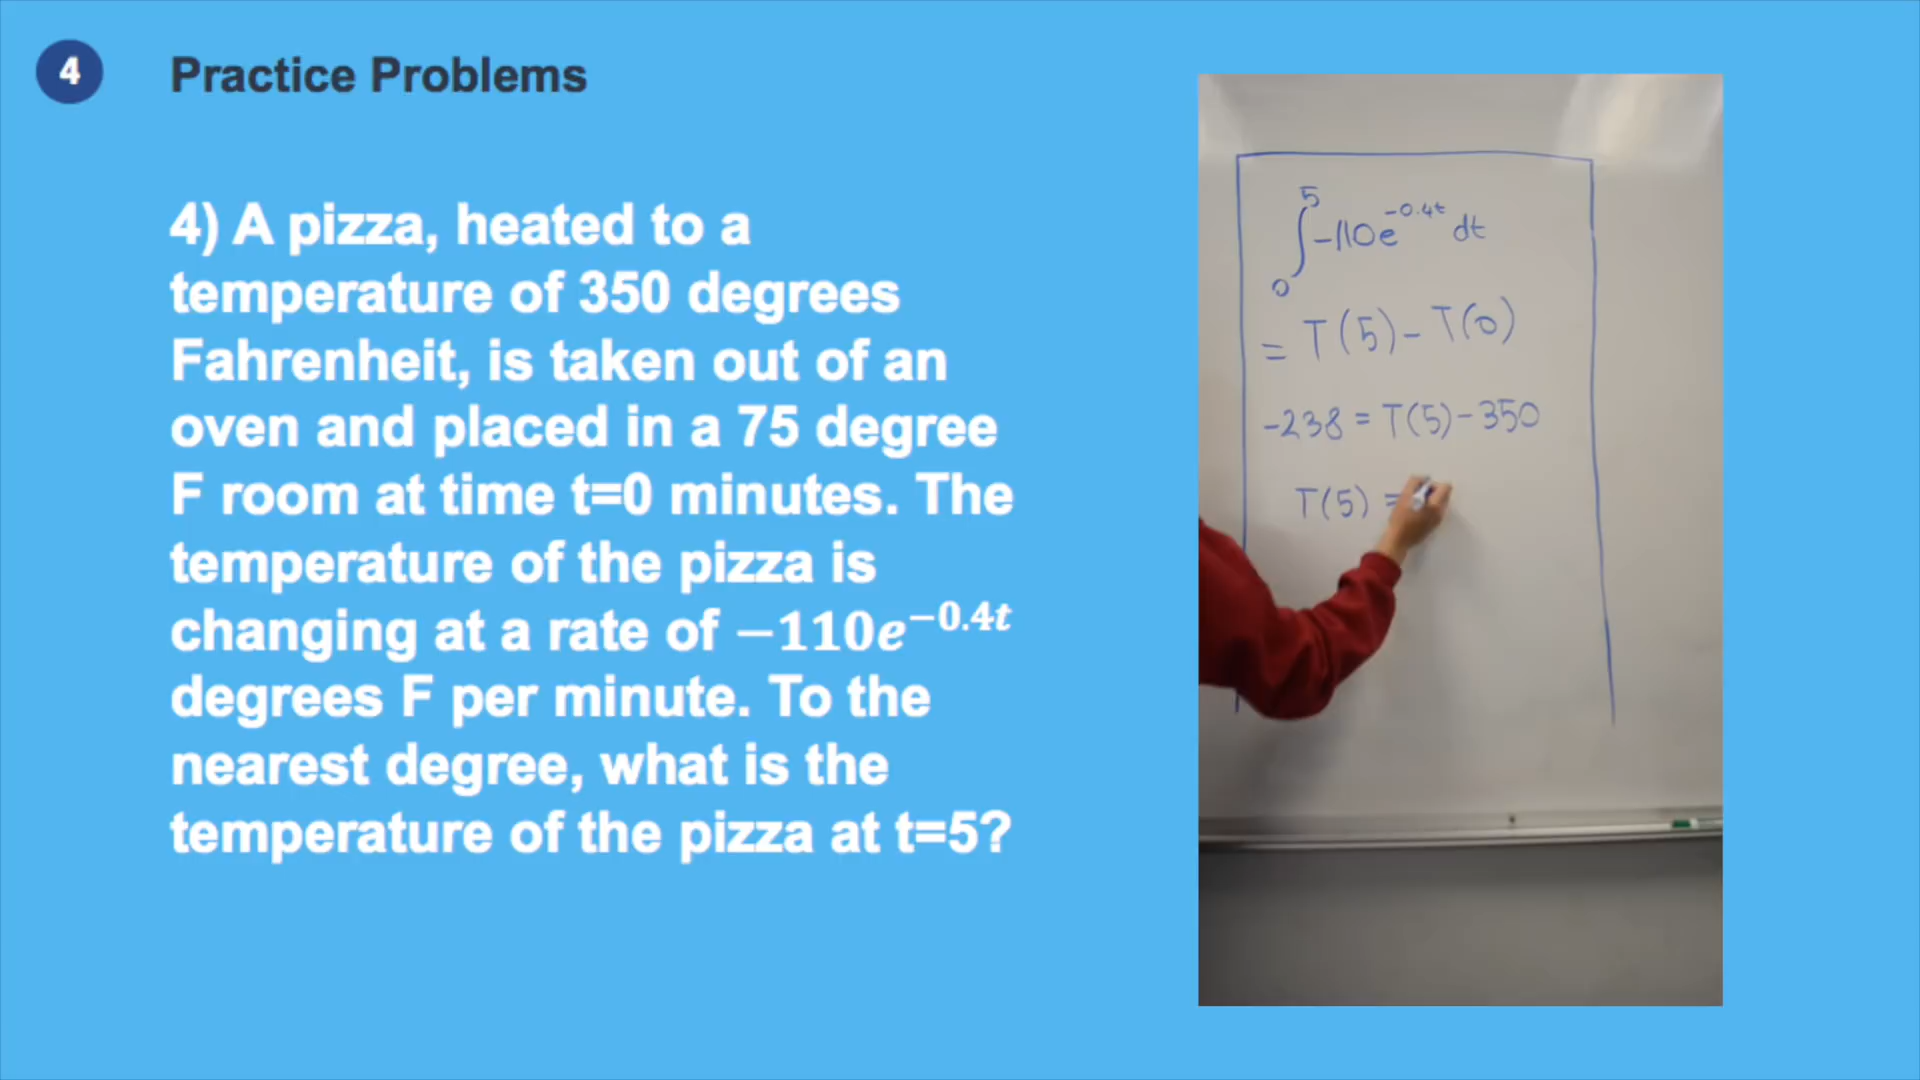 4
Practice Problems
4) A pizza, heated to a
temperature of 350 degrees
Fahrenheit, is taken out of an
oven and placed in a 75 degree
F room at time t=0 minutes. The
temperature of the pizza is
changing at a rate of −110e^−0.4t
degrees F per minute. To the
nearest degree, what is the
temperature of the pizza at t=5?
∫₀⁵ -110e^-0.4t dt
= T(5) - T(0)
-238 = T(5) - 350
T(5) =